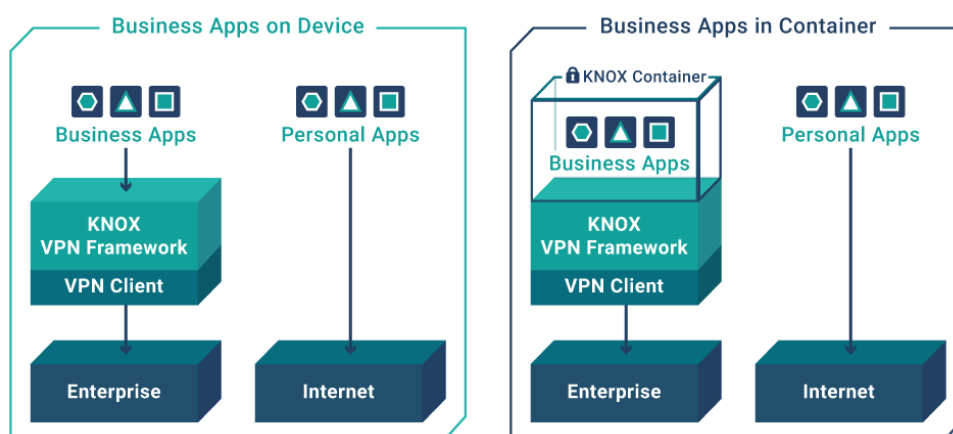 Business Apps on Device
Business Apps
Personal Apps
KNOX
VPN Framework
VPN Client
Enterprise
Internet
Business Apps in Container
KNOX Container
Business Apps
Personal Apps
KNOX
VPN Framework
VPN Client
Enterprise
Internet